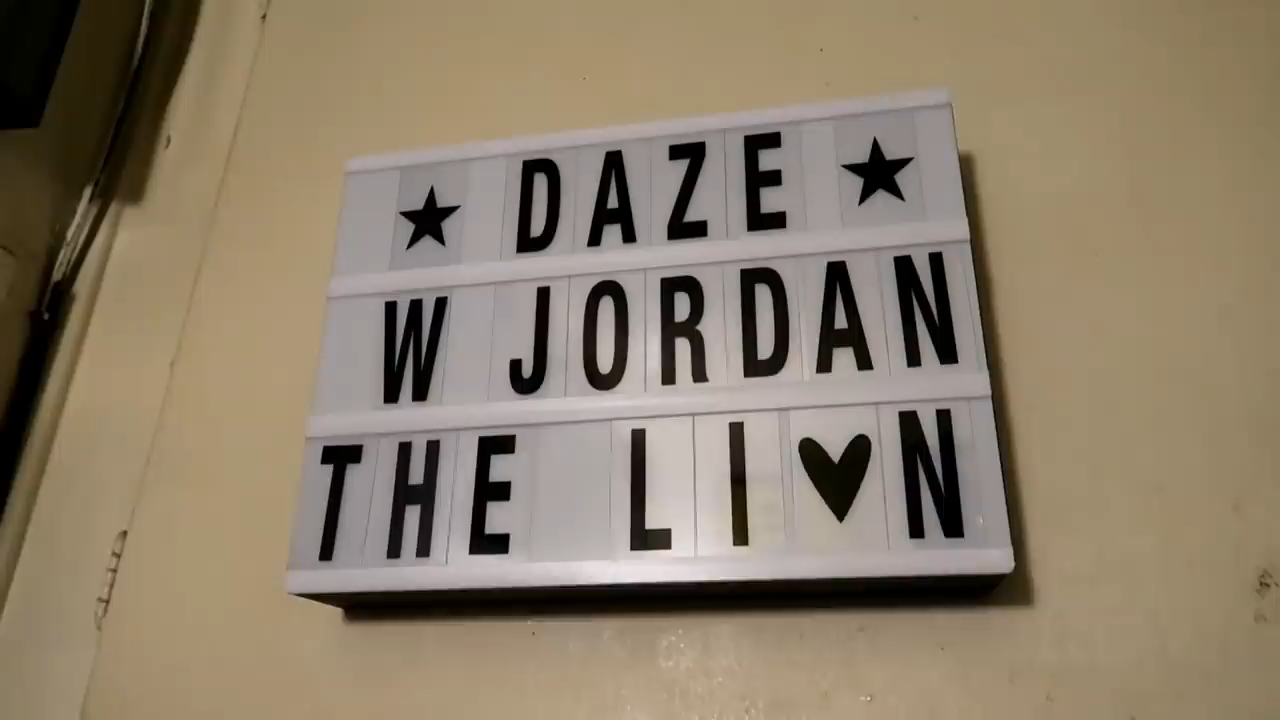 ★ DAZE ★
W JORDAN
THE LI♥N